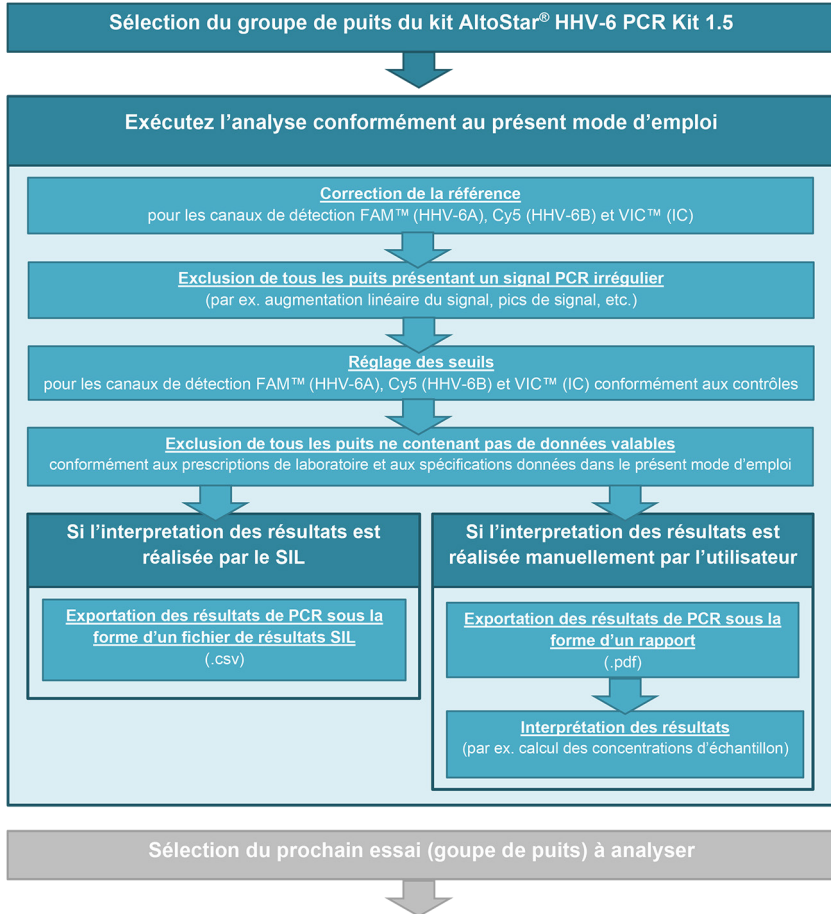 Sélection du groupe de puits du kit AltoStar® HHV-6 PCR Kit 1.5
Exécutez l’analyse conformément au présent mode d’emploi
Correction de la référence
pour les canaux de détection FAM™ (HHV-6A), Cy5 (HHV-6B) et VIC™ (IC)
Exclusion de tous les puits présentant un signal PCR irrégulier
(par ex. augmentation linéaire du signal, pics de signal, etc.)
Réglage des seuils
pour les canaux de détection FAM™ (HHV-6A), Cy5 (HHV-6B) et VIC™ (IC) conformément aux contrôles
Exclusion de tous les puits ne contenant pas de données valables
conformément aux prescriptions de laboratoire et aux spécifications données dans le présent mode d’emploi
Si l’interpretation des résultats est
réalisée par le SIL
Exportation des résultats de PCR sous la
forme d’un fichier de résultats SIL
(.csv)
Si l’interpretation des résultats est
réalisée manuellement par l’utilisateur
Exportation des résultats de PCR sous la
forme d’un rapport
(.pdf)
Interprétation des résultats
(par ex. calcul des concentrations d’échantillon)
Sélection du prochain essai (goupe de puits) à analyser